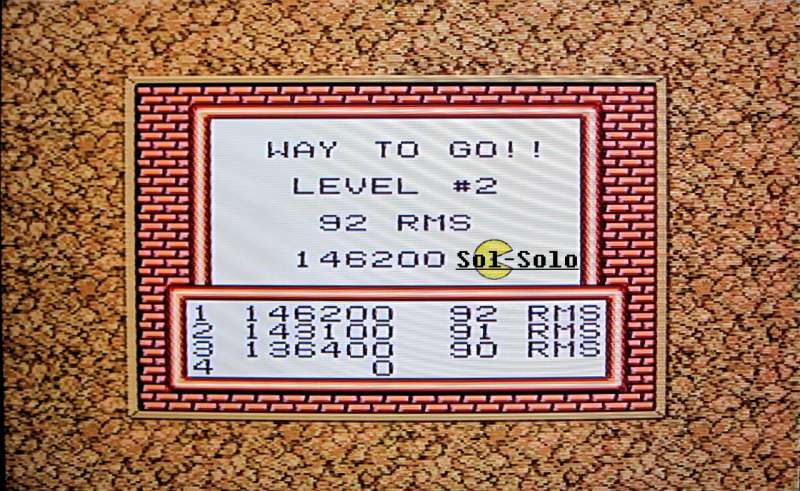 WAY TO GO!!
LEVEL #2
92 RMS
146200 Sol-Solo
1 146200 92 RMS
2 143100 91 RMS
3 136400 90 RMS
4 0